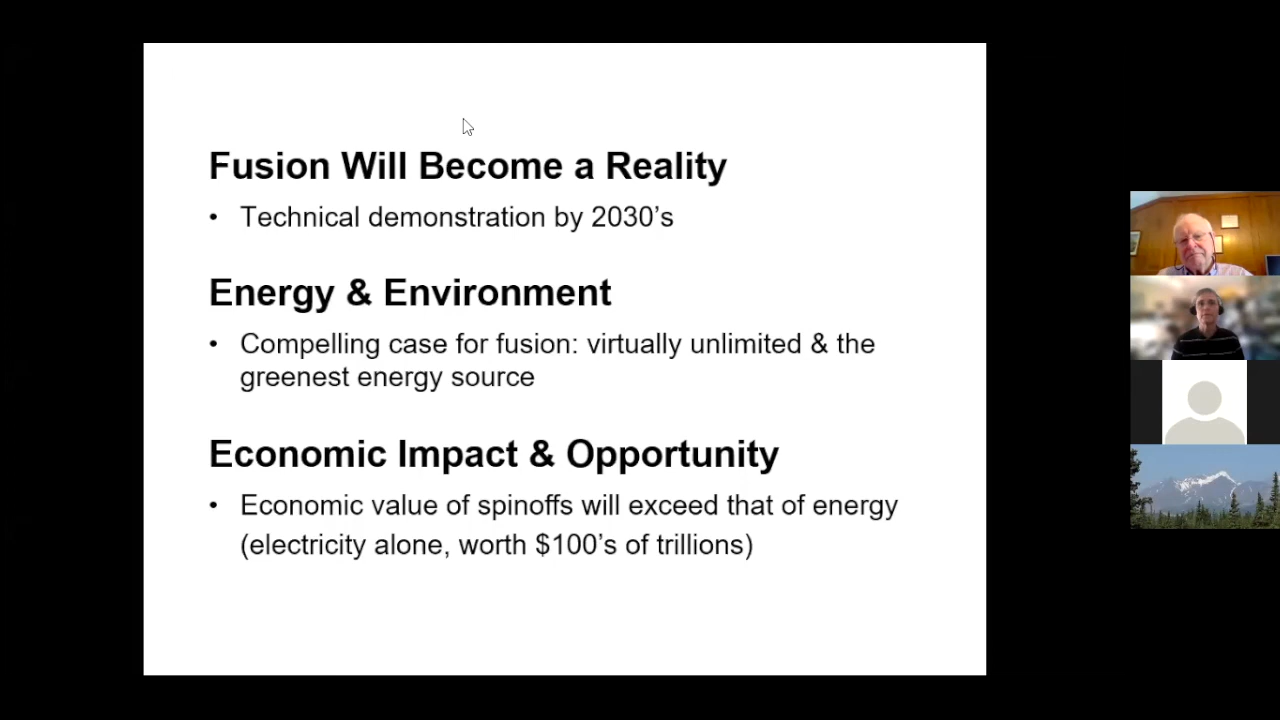 Fusion Will Become a Reality
• Technical demonstration by 2030’s
Energy & Environment
• Compelling case for fusion: virtually unlimited & the
greenest energy source
Economic Impact & Opportunity
• Economic value of spinoffs will exceed that of energy
(electricity alone, worth $100’s of trillions)